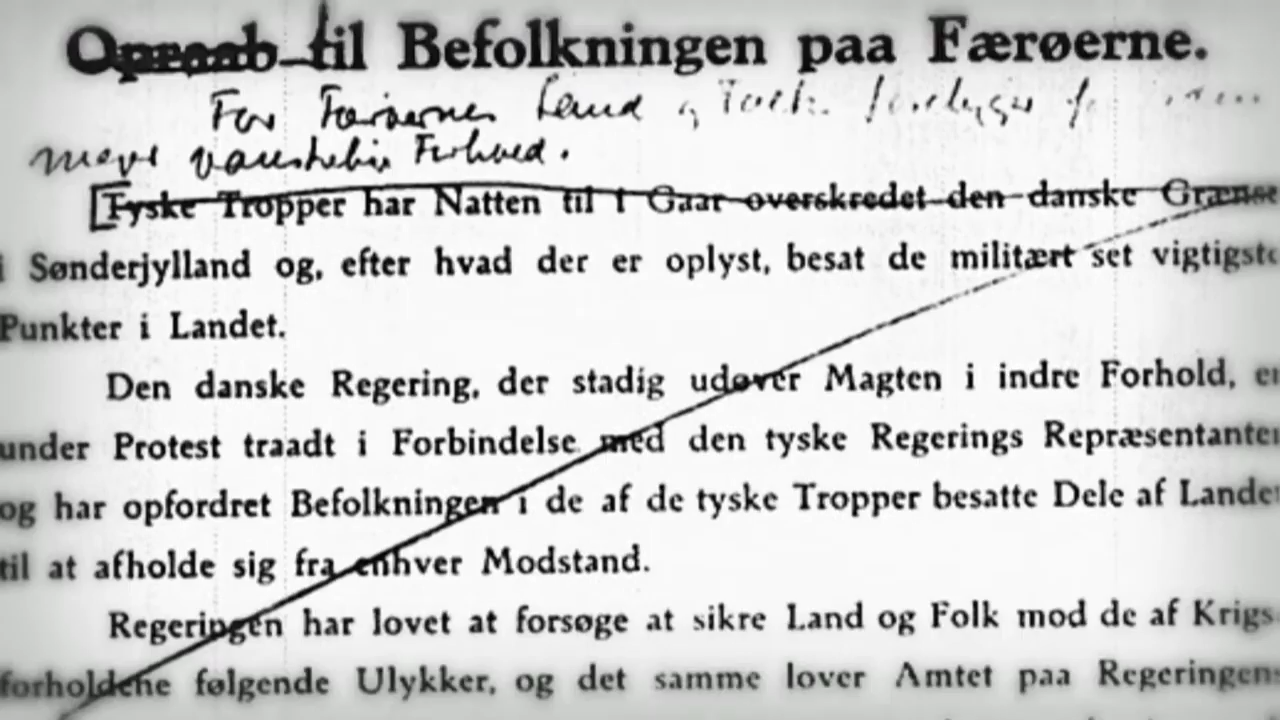 Opraab til Befolkningen paa Færøerne.
For Færøernes Land og Folk foreligger
meget vanskelige Forhold.
Tyske Tropper har Natten til i Gaar overskredet den danske Grænse
i Sønderjylland og, efter hvad der er oplyst, besat de militært set vigtigste
Punkter i Landet.
Den danske Regering, der stadig udøver Magten i indre Forhold, er
under Protest traadt i Forbindelse med den tyske Regerings Repræsentanter
og har opfordret Befolkningen i de af de tyske Tropper besatte Dele af Landet
til at afholde sig fra enhver Modstand.
Regeringen har lovet at forsøge at sikre Land og Folk mod de af Krigs-
forholdene følgende Ulykker, og det samme lover Amtet paa Regeringens